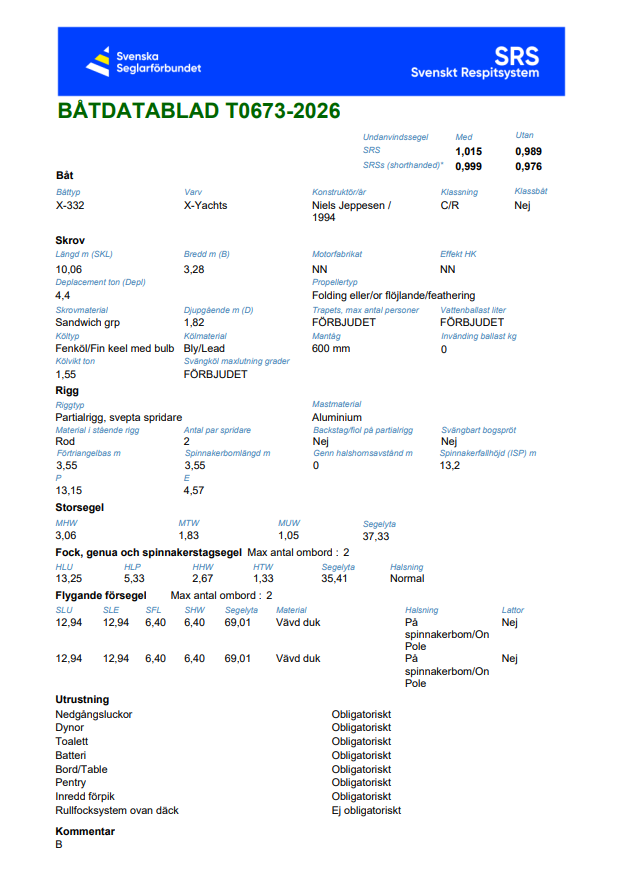 Svenska
Seglarförbundet
SRS
Svenskt Respitsystem
BÅTDATABLAD T0673-2026
Undanvindssegel Med Utan
SRS 1,015 0,989
SRSs (shorthanded)* 0,999 0,976
Båt
Båttyp Varv Konstruktör/år Klassning Klassbåt
X-332 X-Yachts Niels Jeppesen / C/R Nej
1994
Skrov
Längd m (SKL) Bredd m (B) Motorfabrikat Effekt HK
10,06 3,28 NN NN
Deplacement ton (Depl) Propellertyp
4,4 Folding eller/or flöjlande/feathering
Skrovmaterial Djupgående m (D) Trapets, max antal personer Vattenballast liter
Sandwich grp 1,82 FÖRBJUDET FÖRBJUDET
Költyp Kölmaterial Mantåg Invänding ballast kg
Fenköl/Fin keel med bulb Bly/Lead 600 mm 0
Kölvikt ton Svängköl maxlutning grader
1,55 FÖRBJUDET
Rigg
Riggtyp Mastmaterial
Partialrigg, svepta spridare Aluminium
Material i stående rigg Antal par spridare Backstag/flol på partialrigg Svängbart bogspröt
Rod 2 Nej Nej
Förtriangelbas m Spinnakerbomlängd m Genn halshornsavstånd m Spinnakerfallhöjd (ISP) m
3,55 3,55 0 13,2
P E
13,15 4,57
Storsegel
MHW MTW MUW Segelyta
3,06 1,83 1,05 37,33
Fock, genua och spinnakerstagsegel Max antal ombord : 2
HLU HLP HHW HTW Segelyta Halsning
13,25 5,33 2,67 1,33 35,41 Normal
Flygande försegel Max antal ombord : 2
SLU SLE SFL SHW Segelyta Material Halsning Lattor
12,94 12,94 6,40 6,40 69,01 Vävd duk På Nej
spinnakerbom/On
Pole
12,94 12,94 6,40 6,40 69,01 Vävd duk På Nej
spinnakerbom/On
Pole
Utrustning
Nedgångsluckor Obligatoriskt
Dynor Obligatoriskt
Toalett Obligatoriskt
Batteri Obligatoriskt
Bord/Table Obligatoriskt
Pentry Obligatoriskt
Inredd förpik Obligatoriskt
Rullfocksystem ovan däck Ej obligatoriskt
Kommentar
B